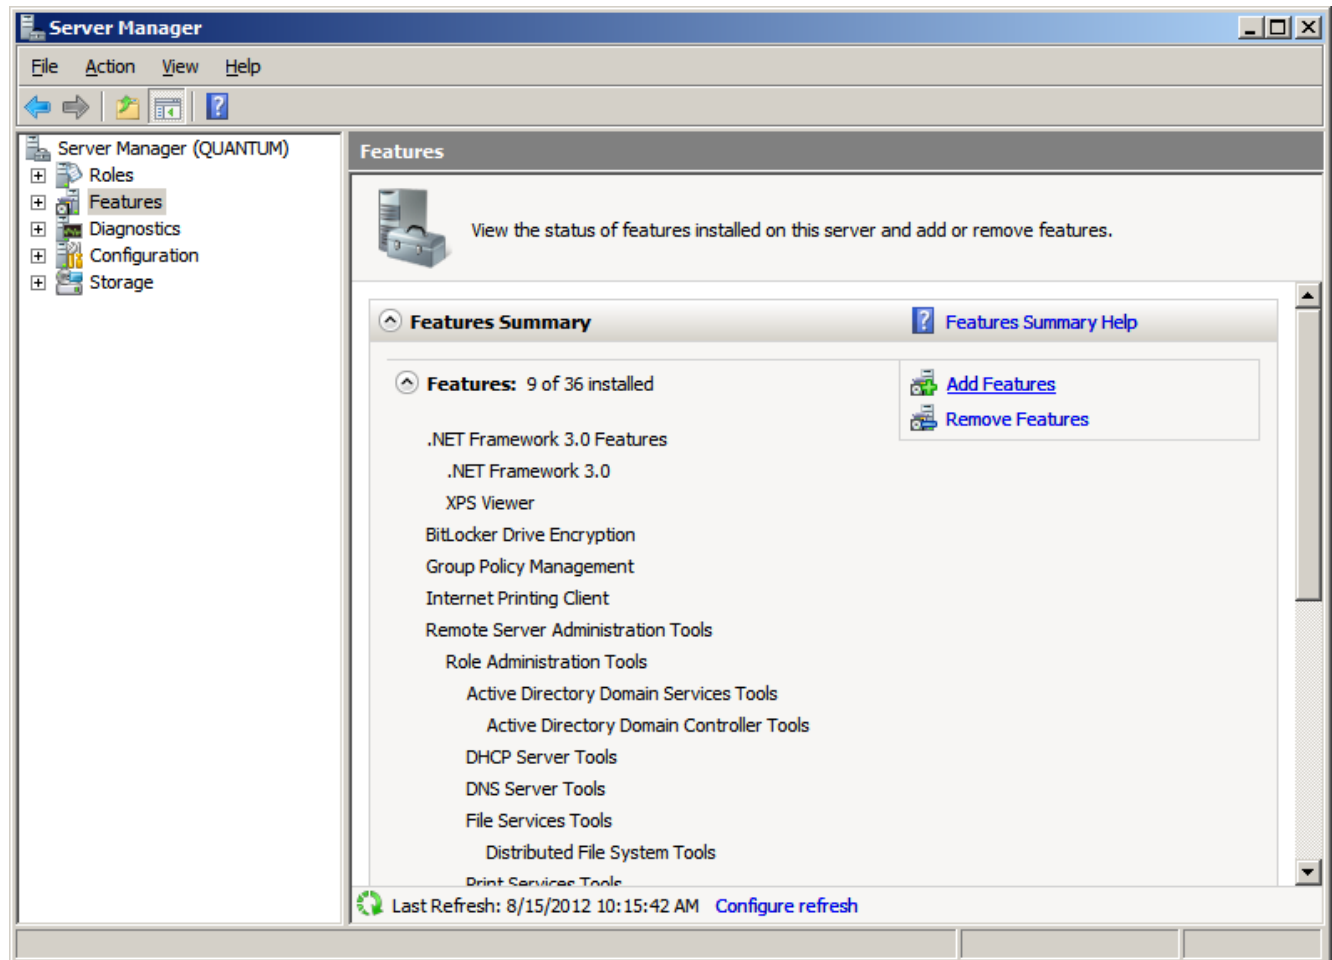 Server Manager
File Action View Help
Server Manager (QUANTUM)
Roles
Features
Diagnostics
Configuration
Storage
Features
View the status of features installed on this server and add or remove features.
Features Summary
Features Summary Help
Features: 9 of 36 installed
Add Features
Remove Features
.NET Framework 3.0 Features
.NET Framework 3.0
XPS Viewer
BitLocker Drive Encryption
Group Policy Management
Internet Printing Client
Remote Server Administration Tools
Role Administration Tools
Active Directory Domain Services Tools
Active Directory Domain Controller Tools
DHCP Server Tools
DNS Server Tools
File Services Tools
Distributed File System Tools
Print Services Tools
Last Refresh: 8/15/2012 10:15:42 AM Configure refresh